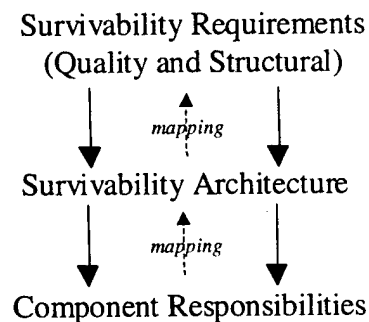 Survivability Requirements
(Quality and Structural)
mapping
Survivability Architecture
mapping
Component Responsibilities